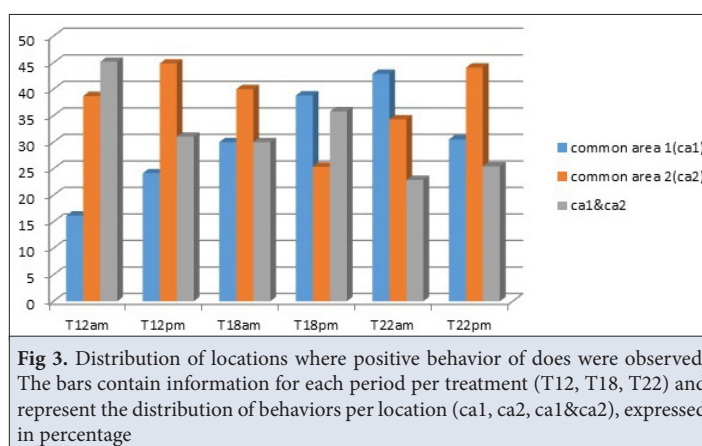 50
45
40
35
30
25
20
15
10
5
0
T12am T12pm T18am T18pm T22am T22pm
common area 1(ca1)
common area 2(ca2)
ca1&ca2
Fig 3. Distribution of locations where positive behavior of does were observed
The bars contain information for each period per treatment (T12, T18, T22) and
represent the distribution of behaviors per location (ca1, ca2, ca1&ca2), expressed
in percentage